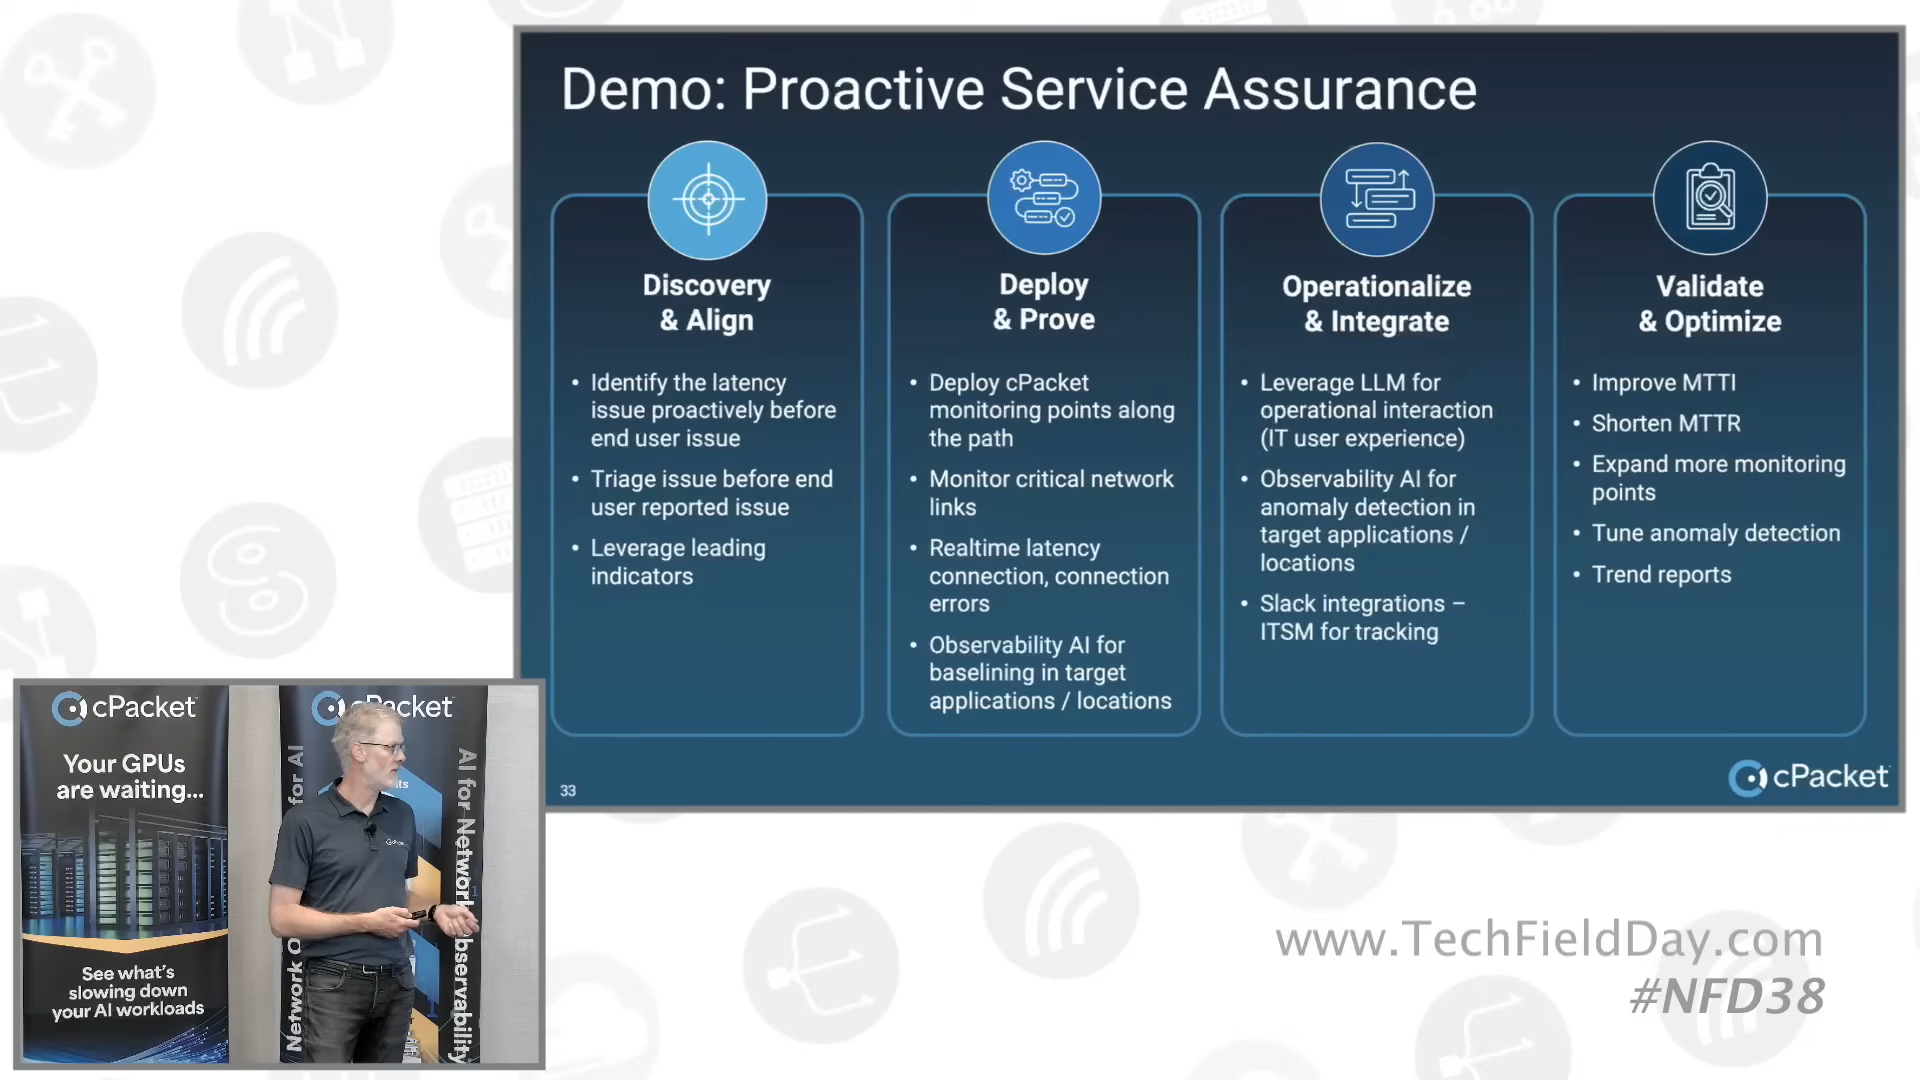 Demo: Proactive Service Assurance
Discovery
& Align
• Identify the latency
issue proactively before
end user issue
• Triage issue before end
user reported issue
• Leverage leading
indicators
Deploy
& Prove
• Deploy cPacket
monitoring points along
the path
• Monitor critical network
links
• Realtime latency
connection, connection
errors
• Observability AI for
baselining in target
applications / locations
Operationalize
& Integrate
• Leverage LLM for
operational interaction
(IT user experience)
• Observability AI for
anomaly detection in
target applications /
locations
• Slack integrations –
ITSM for tracking
Validate
& Optimize
• Improve MTTI
• Shorten MTTR
• Expand more monitoring
points
• Tune anomaly detection
• Trend reports
33
cPacket
cPacket
Your GPUs
are waiting...
See what's
slowing down
your AI workloads
cPacket
for AI
Network
AI for Network Observability
www.TechFieldDay.com
#NFD38